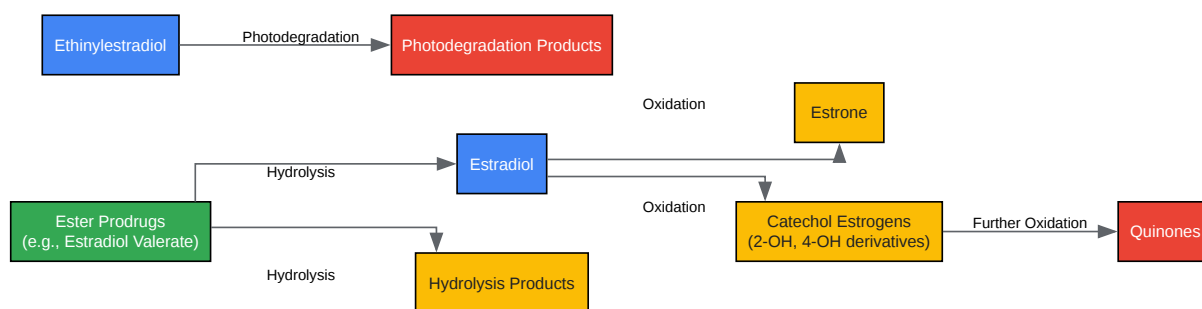 Ethinylestradiol
Photodegradation
Photodegradation Products
Oxidation
Estrone
Estradiol
Hydrolysis
Oxidation
Ester Prodrugs
(e.g., Estradiol Valerate)
Catechol Estrogens
(2-OH, 4-OH derivatives)
Further Oxidation
Quinones
Hydrolysis
Hydrolysis Products